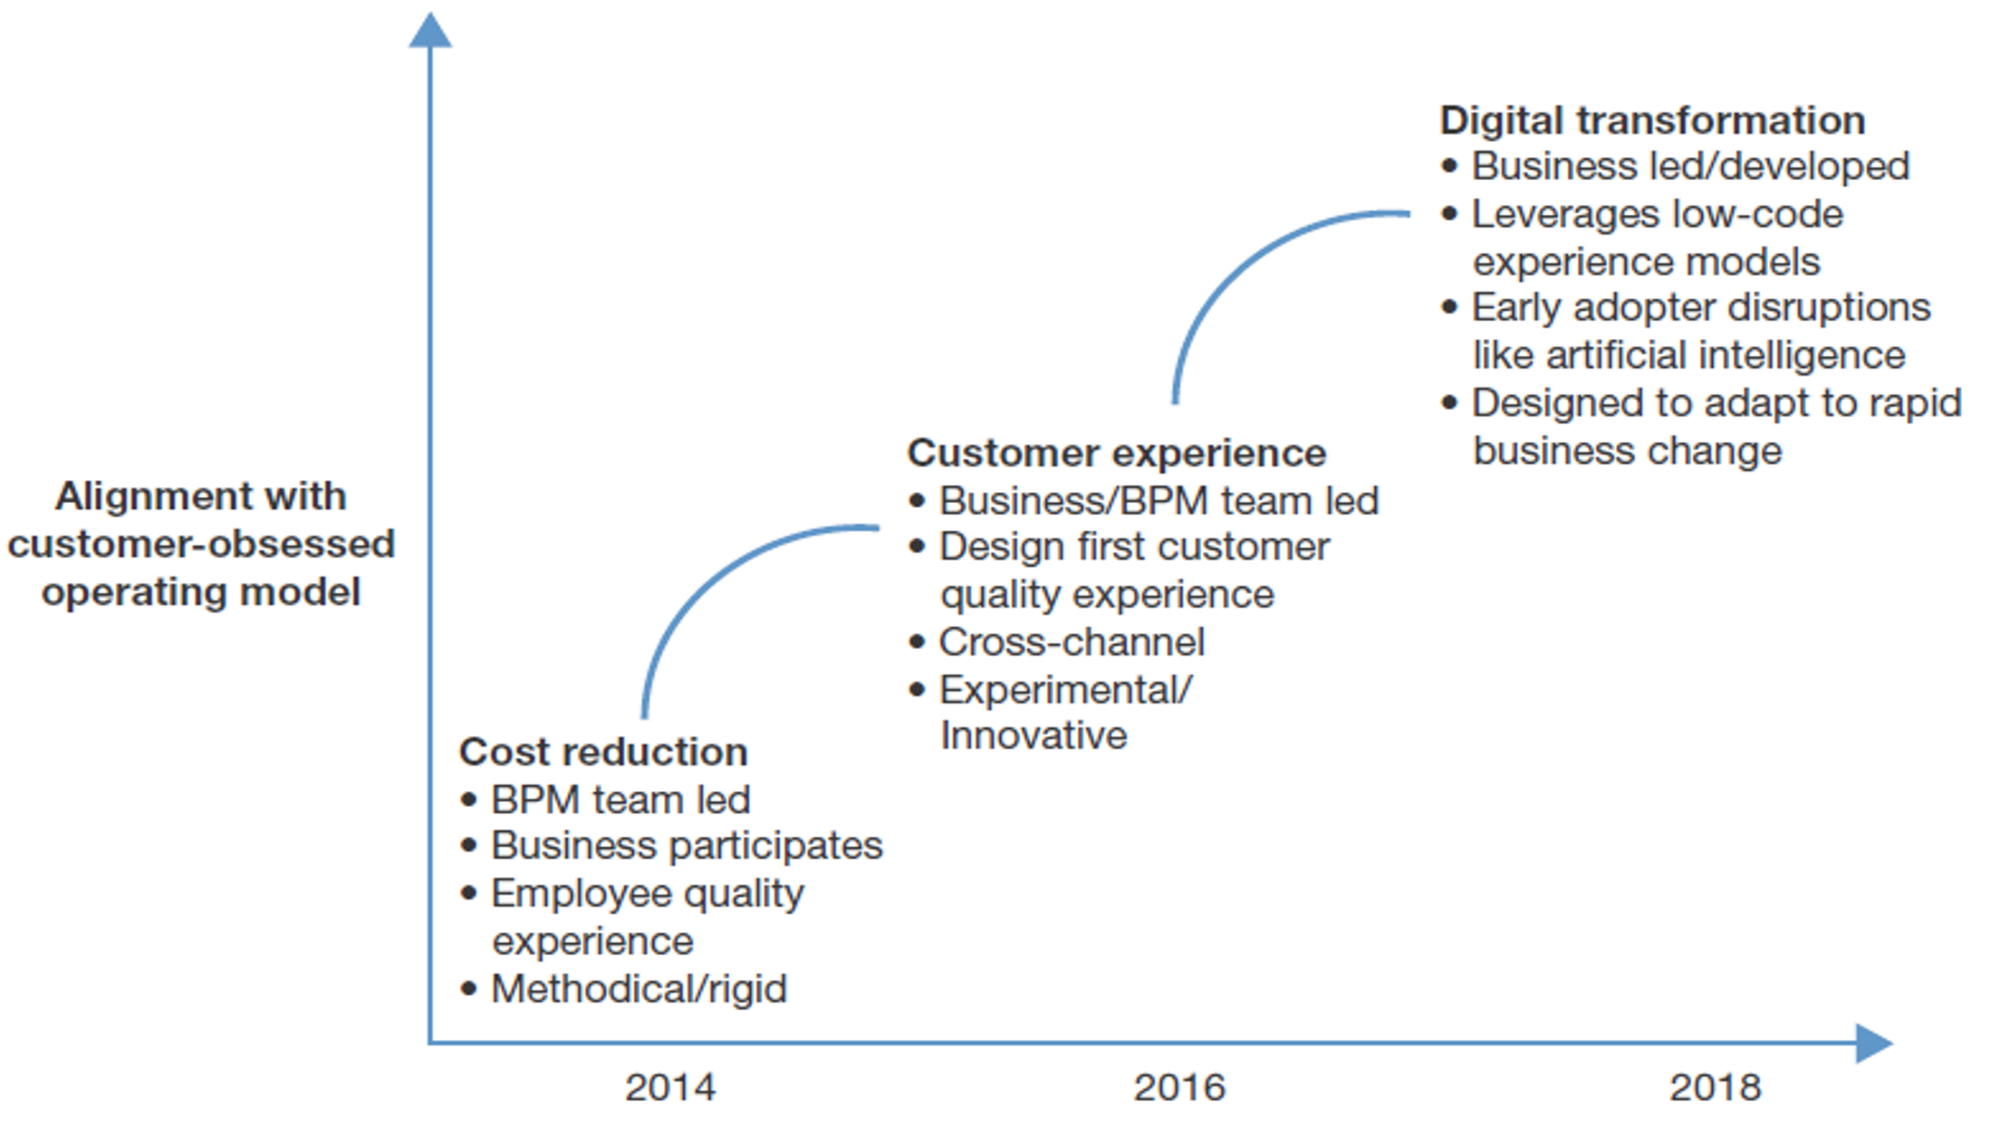 Digital transformation
• Business led/developed
• Leverages low-code
experience models
• Early adopter disruptions
like artificial intelligence
• Designed to adapt to rapid
business change
Customer experience
• Business/BPM team led
• Design first customer
quality experience
• Cross-channel
• Experimental/
Innovative
Alignment with
customer-obsessed
operating model
Cost reduction
• BPM team led
• Business participates
• Employee quality
experience
• Methodical/rigid
2014
2016
2018